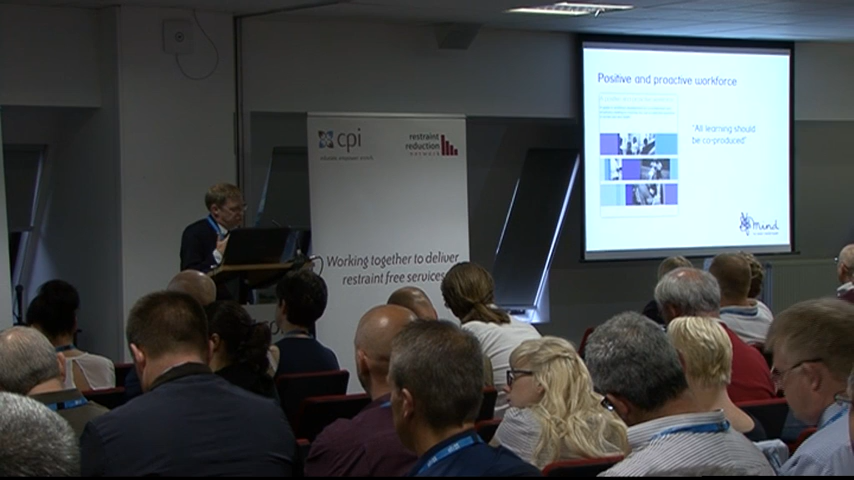 cpi
restraint
reduction
network
Working together to deliver
restraint free services
Positive and proactive workforce
"All learning should
be co-produced"
mind